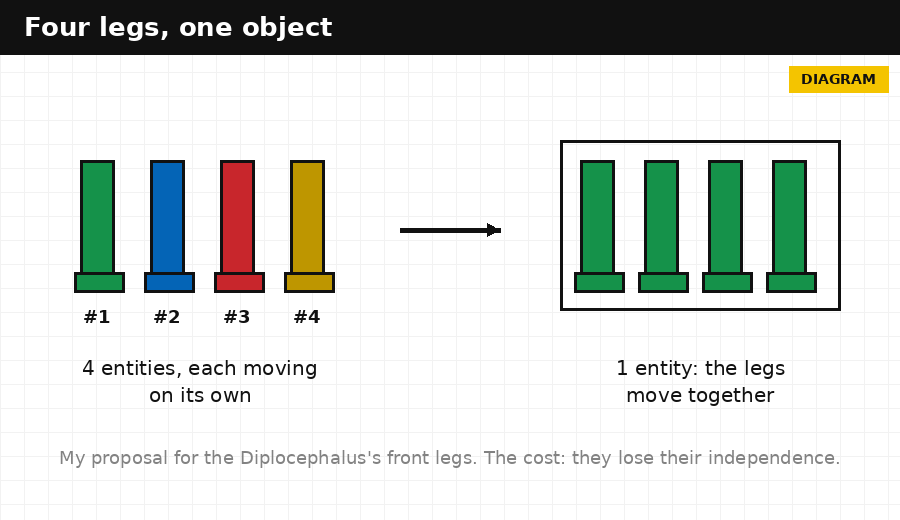 Four legs, one object
DIAGRAM
#1 #2 #3 #4
4 entities, each moving
on its own
1 entity: the legs
move together
My proposal for the Diplocephalus's front legs. The cost: they lose their independence.